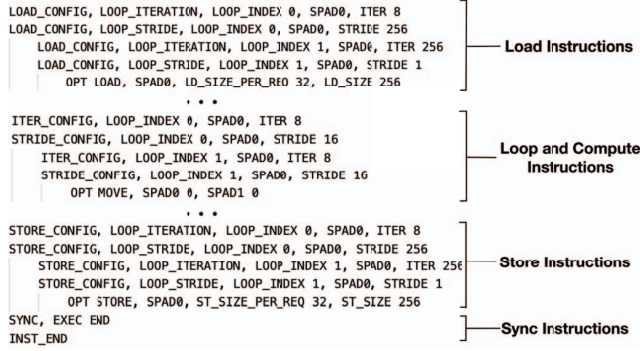 LOAD_CONFIG, LOOP_ITERATION, LOOP_INDEX 0, SPAD0, ITER 8
LOAD_CONFIG, LOOP_STRIDE, LOOP_INDEX 0, SPAD0, STRIDE 256
LOAD_CONFIG, LOOP_ITERATION, LOOP_INDEX 1, SPAD0, ITER 256
LOAD_CONFIG, LOOP_STRIDE, LOOP_INDEX 1, SPAD0, STRIDE 1
OPT LOAD, SPAD0, LD_SIZE_PER_REQ 32, LD_SIZE 256
Load Instructions
...
ITER_CONFIG, LOOP_INDEX 0, SPAD0, ITER 8
STRIDE_CONFIG, LOOP_INDEX 0, SPAD0, STRIDE 16
ITER_CONFIG, LOOP_INDEX 1, SPAD0, ITER 8
STRIDE_CONFIG, LOOP_INDEX 1, SPAD0, STRIDE 16
OPT MOVE, SPAD0 0, SPAD1 0
Loop and Compute
Instructions
...
STORE_CONFIG, LOOP_ITERATION, LOOP_INDEX 0, SPAD0, ITER 8
STORE_CONFIG, LOOP_STRIDE, LOOP_INDEX 0, SPAD0, STRIDE 256
STORE_CONFIG, LOOP_ITERATION, LOOP_INDEX 1, SPAD0, ITER 256
STORE_CONFIG, LOOP_STRIDE, LOOP_INDEX 1, SPAD0, STRIDE 1
OPT STORE, SPAD0, ST_SIZE_PER_REQ 32, ST_SIZE 256
Store Instructions
SYNC, EXEC END
INST_END
Sync Instructions